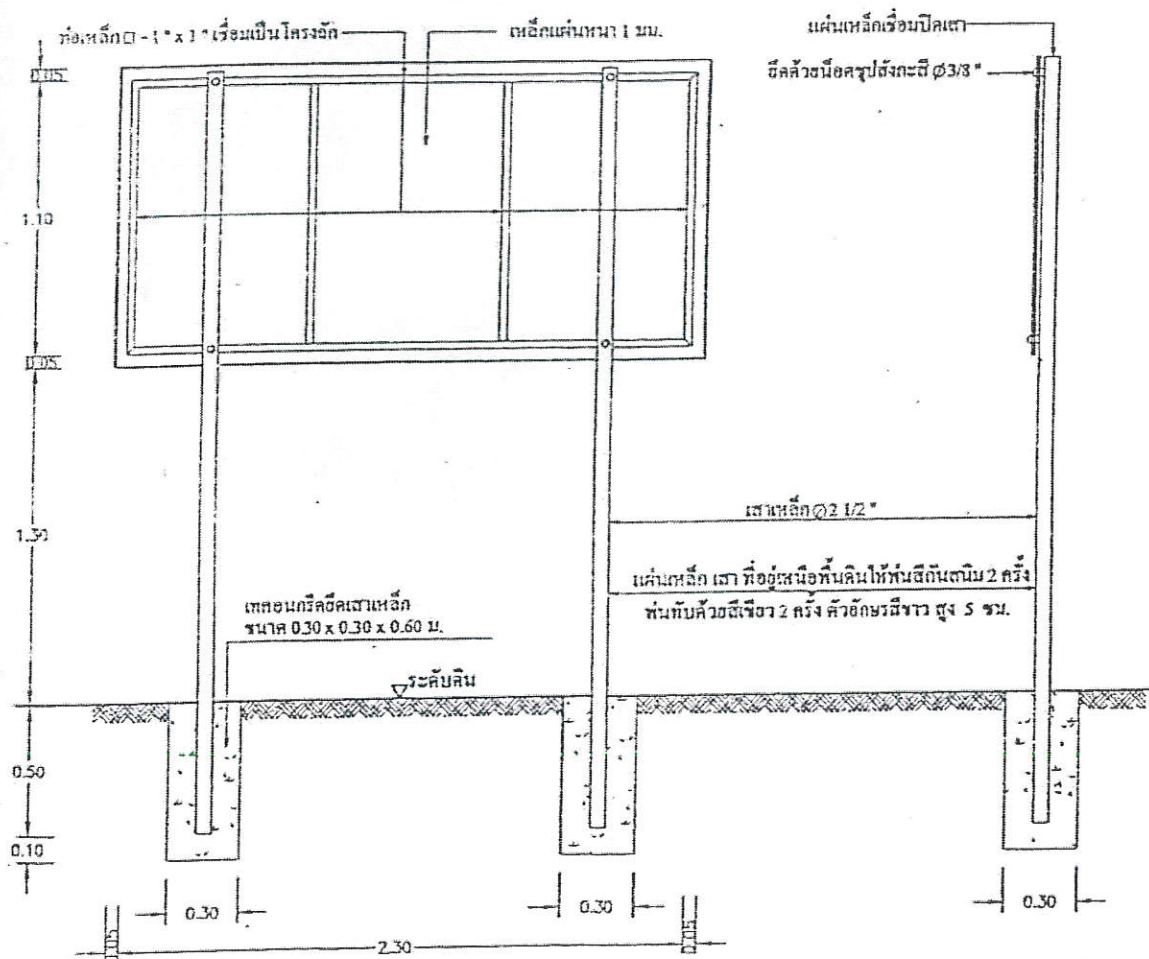 ท่อเหล็ก □ - 1 " x 1 " เชื่อมเป็นโครงยึด
เหล็กแผ่นหนา 1 มม.
แผ่นเหล็กเชื่อมปิดเสา
ยึดด้วยน๊อตชุปสังกะสี Ø3/8 "
0.05
1.10
0.05
1.30
เสาเหล็ก Ø2 1/2 "
แผ่นเหล็ก เสา ที่อยู่เหนือพื้นดินให้พ่นสีกันสนิม 2 ครั้ง
พ่นทับด้วยสีเขียว 2 ครั้ง ตัวอักษรสีขาว สูง 5 ซม.
เทคอนกรีตยึดเสาเหล็ก
ขนาด 0.30 x 0.30 x 0.60 ม.
ระดับดิน
0.50
0.10
0.30
0.30
0.30
0.05
2.30
0.05